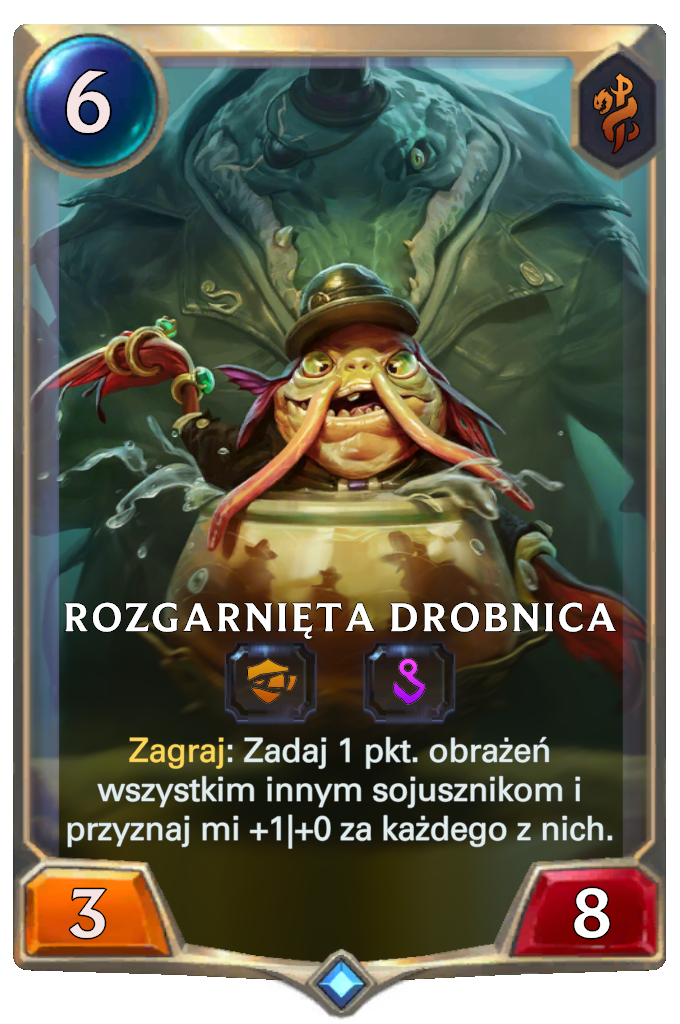 6
ROZGARNIĘTA DROBNICA
Zagraj: Zadaj 1 pkt. obrażeń
wszystkim innym sojusznikom i
przyznaj mi +1|+0 za każdego z nich.
3
8